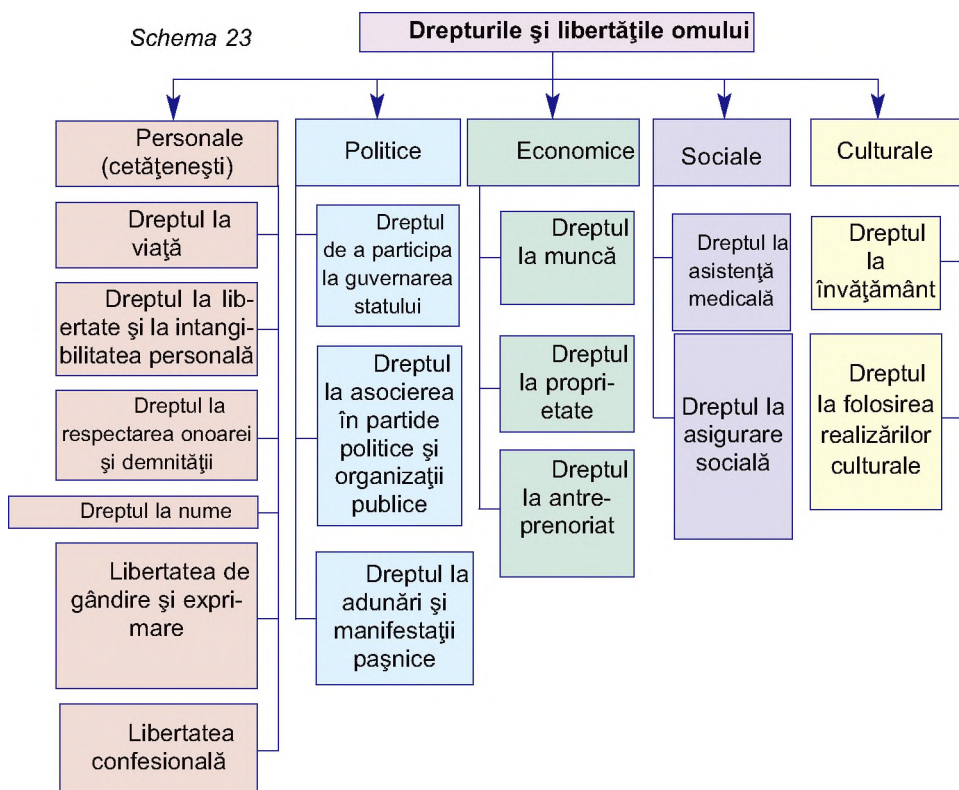 Schema 23
Drepturile şi libertăţile omului
Personale
(cetăţeneşti)
Dreptul la
viaţă
Dreptul la lib-
ertate şi la intangi-
bilitatea personală
Dreptul la
respectarea onoarei
şi demnităţii
Dreptul la nume
Libertatea de
gândire şi expri-
mare
Libertatea
confesională
Politice
Dreptul
de a participa
la guvernarea
statului
Dreptul
la asocierea
în partide
politice şi
organizaţii
publice
Dreptul la
adunări şi
manifestaţii
paşnice
Economice
Dreptul
la muncă
Dreptul
la propri-
etate
Dreptul
la antre-
prenoriat
Sociale
Dreptul la
asistenţă
medicală
Dreptul la
asigurare
socială
Culturale
Dreptul
la
învăţământ
Dreptul
la folosirea
realizărilor
culturale